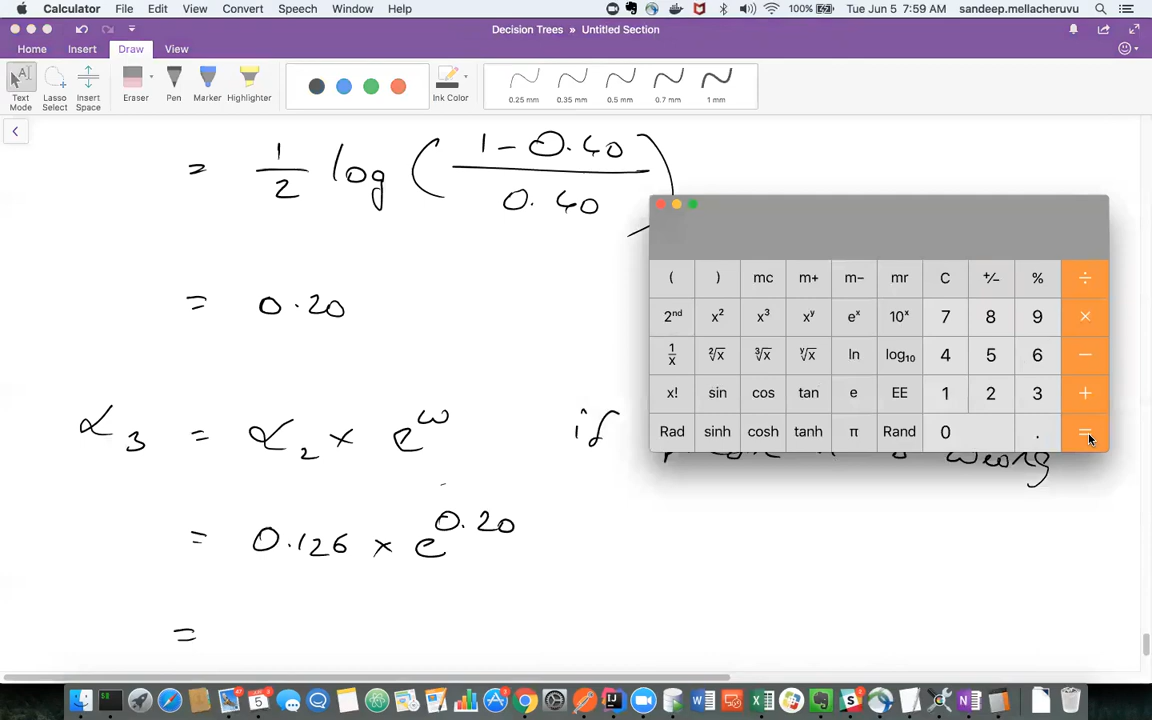 Calculator File Edit View Convert Speech Window Help 100% Tue Jun 5 7:59 AM sandeep.mellacheruvu
Decision Trees » Untitled Section
Home Insert Draw View
Text Mode
Lasso Select
Insert Space
Eraser Pen Marker Highlighter
Ink Color
0.25 mm 0.35 mm 0.5 mm 0.7 mm 1 mm
= 1/2 log ( 1 - 0.40 / 0.40
= 0.20
α3 = α2 × e^ω if wrong
= 0.126 × e^0.20
=
( ) mc m+ m− mr C +/− % ÷
2nd x² x³ xʸ eˣ 10ˣ 7 8 9 ×
1/x ²√x ³√x ʸ√x ln log₁₀ 4 5 6 −
x! sin cos tan e EE 1 2 3 +
Rad sinh cosh tanh π Rand 0 . =